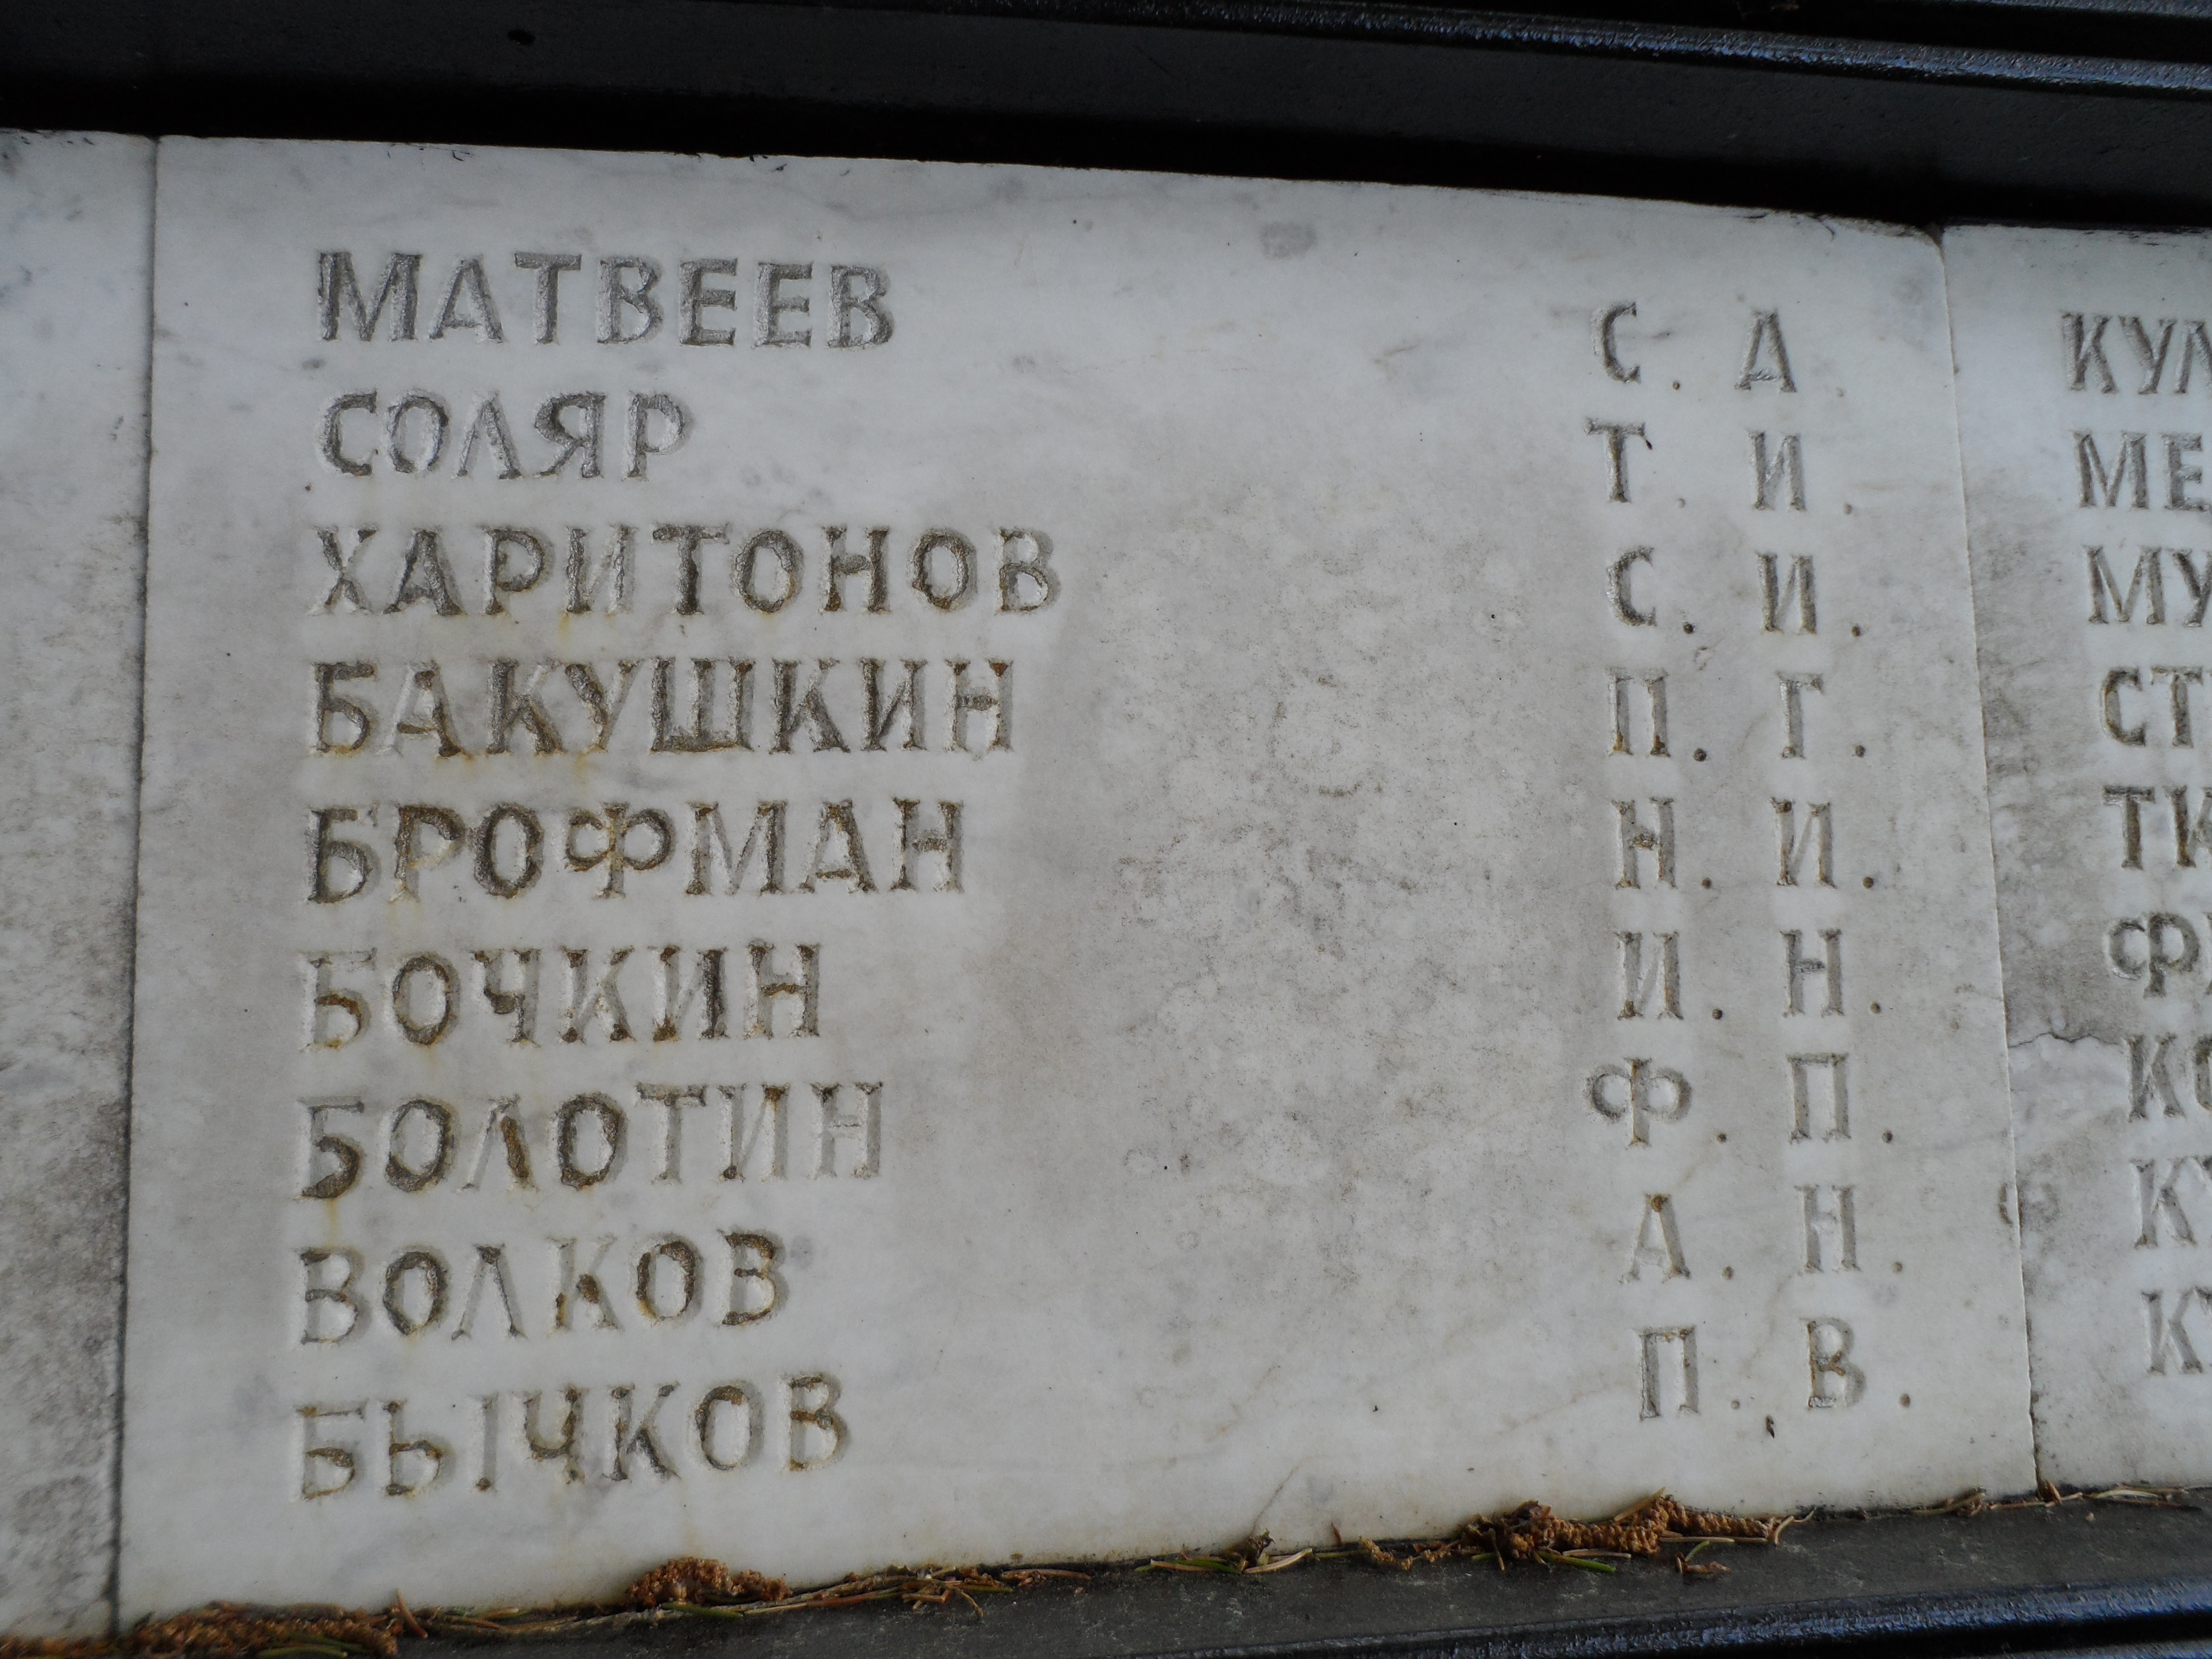 МАТВЕЕВ С. А.
СОЛЯР Т. И.
ХАРИТОНОВ С. И.
БАКУШКИН П. Г.
БРОФМАН Н. И.
БОЧКИН И. Н.
БОЛОТИН Ф. П.
ВОЛКОВ А. Н.
БЫЧКОВ П. В.